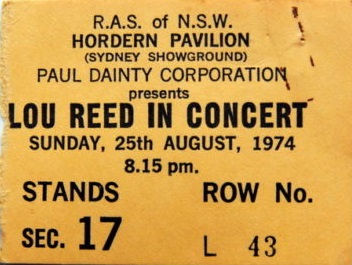 R.A.S. of N.S.W.
HORDERN PAVILION
(SYDNEY SHOWGROUND)
PAUL DAINTY CORPORATION
presents
LOU REED IN CONCERT
SUNDAY, 25th AUGUST, 1974
8.15 pm.
STANDS ROW No.
SEC. 17 L 43